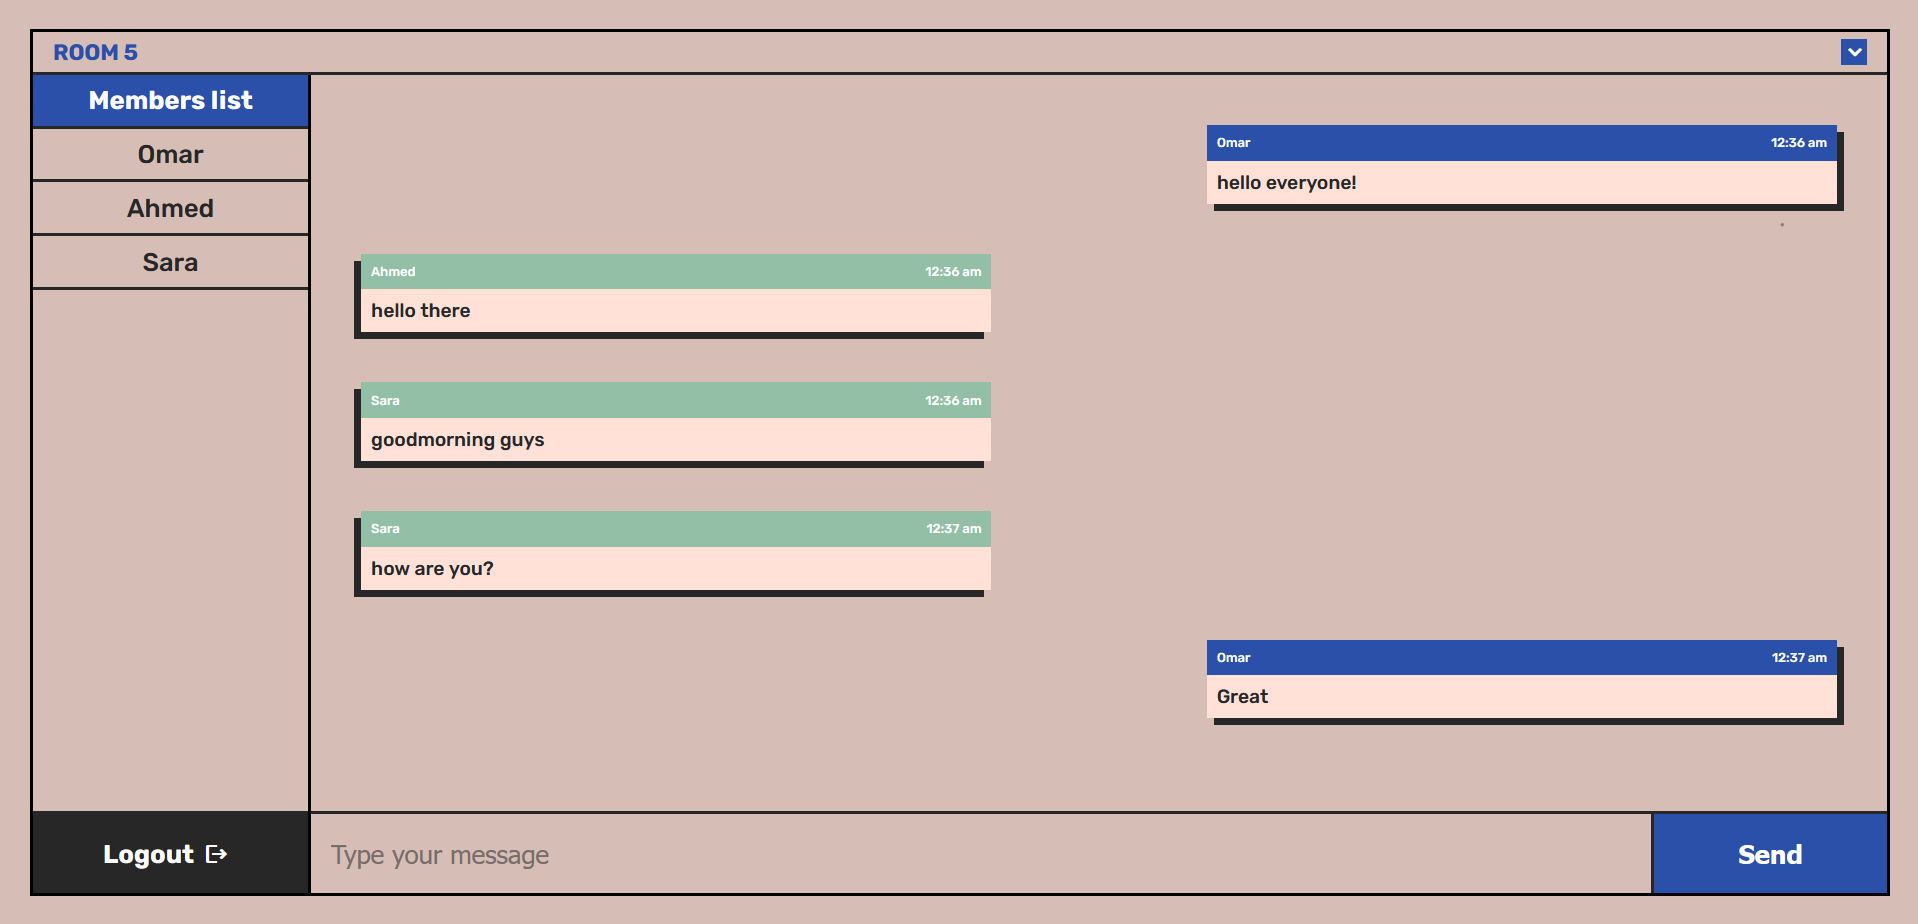 ROOM 5
Members list
Omar
Ahmed
Sara
Omar 12:36 am
hello everyone!
Ahmed 12:36 am
hello there
Sara 12:36 am
goodmorning guys
Sara 12:37 am
how are you?
Omar 12:37 am
Great
Logout
Type your message
Send